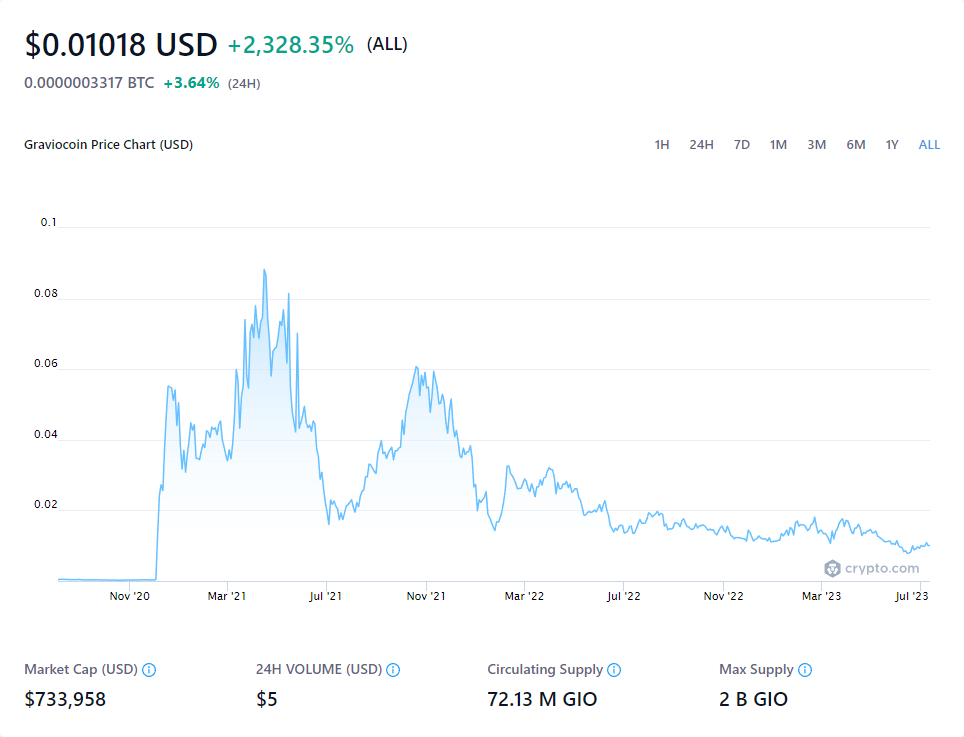 $0.01018 USD +2,328.35% (ALL)
0.0000003317 BTC +3.64% (24H)
Graviocoin Price Chart (USD) 1H 24H 7D 1M 3M 6M 1Y ALL
0.1
0.08
0.06
0.04
0.02
crypto.com
Nov '20 Mar '21 Jul '21 Nov '21 Mar '22 Jul '22 Nov '22 Mar '23 Jul '23
Market Cap (USD) 24H VOLUME (USD) Circulating Supply Max Supply
$733,958 $5 72.13 M GIO 2 B GIO